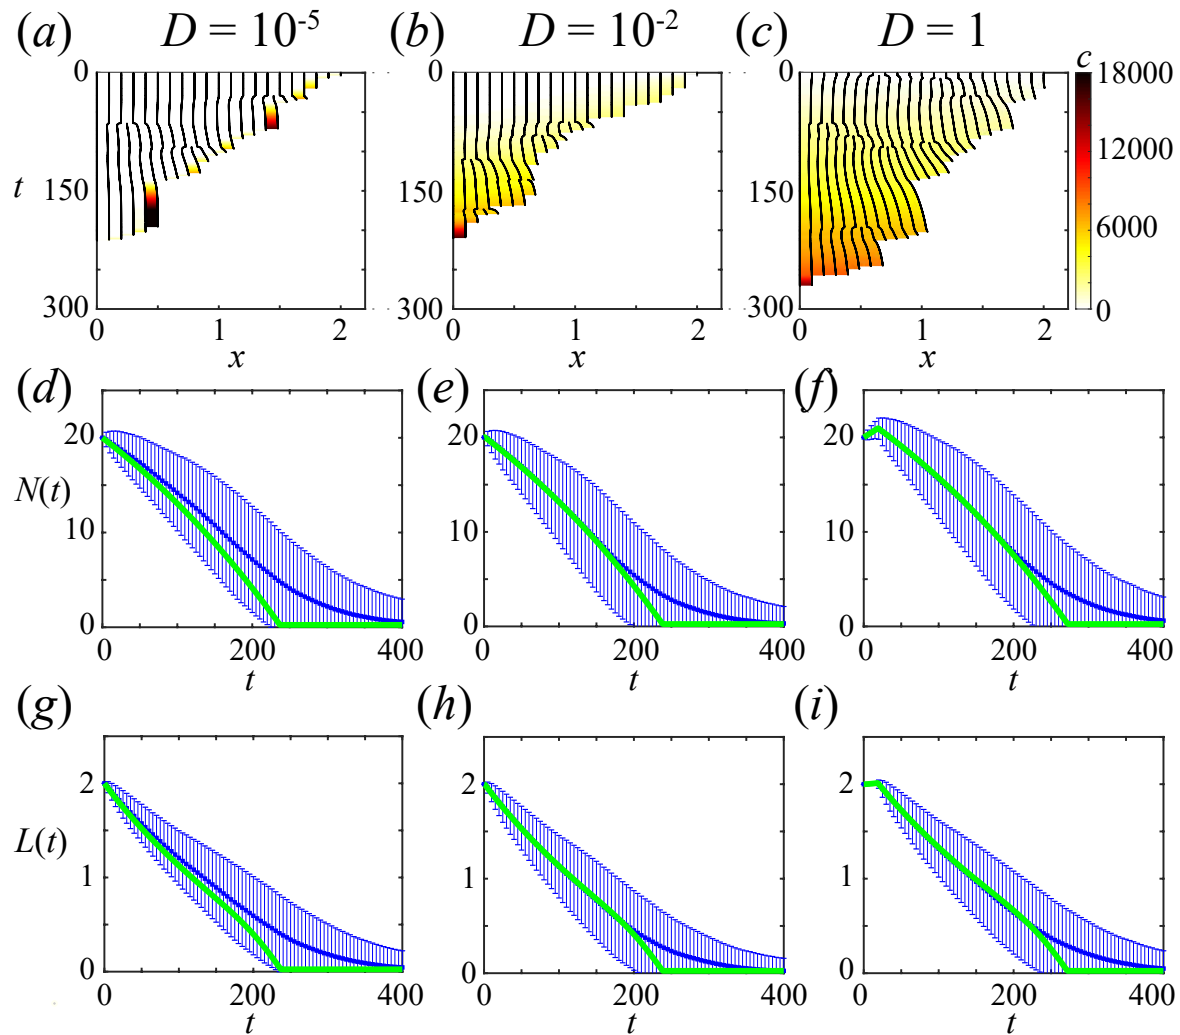 (a) D = 10⁻⁵ (b) D = 10⁻² (c) D = 1
c
0 0 0 18000
12000
t 150 150 150
6000
300 300 300 0
0 1 2 0 1 2 0 1 2
x x x
(d) (e) (f)
20 20 20
N(t)
10 10 10
0 0 0
0 200 400 0 200 400 0 200 400
t t t
(g) (h) (i)
2 2 2
L(t)
1 1 1
0 0 0
0 200 400 0 200 400 0 200 400
t t t